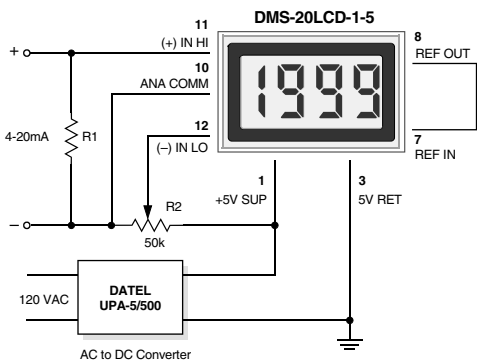 DMS-20LCD-1-5
11
(+) IN HI
8
REF OUT
+
10
ANA COMM
1999
4-20mA
R1
12
(–) IN LO
7
REF IN
1
+5V SUP
3
5V RET
–
R2
50k
120 VAC
DATEL
UPA-5/500
AC to DC Converter